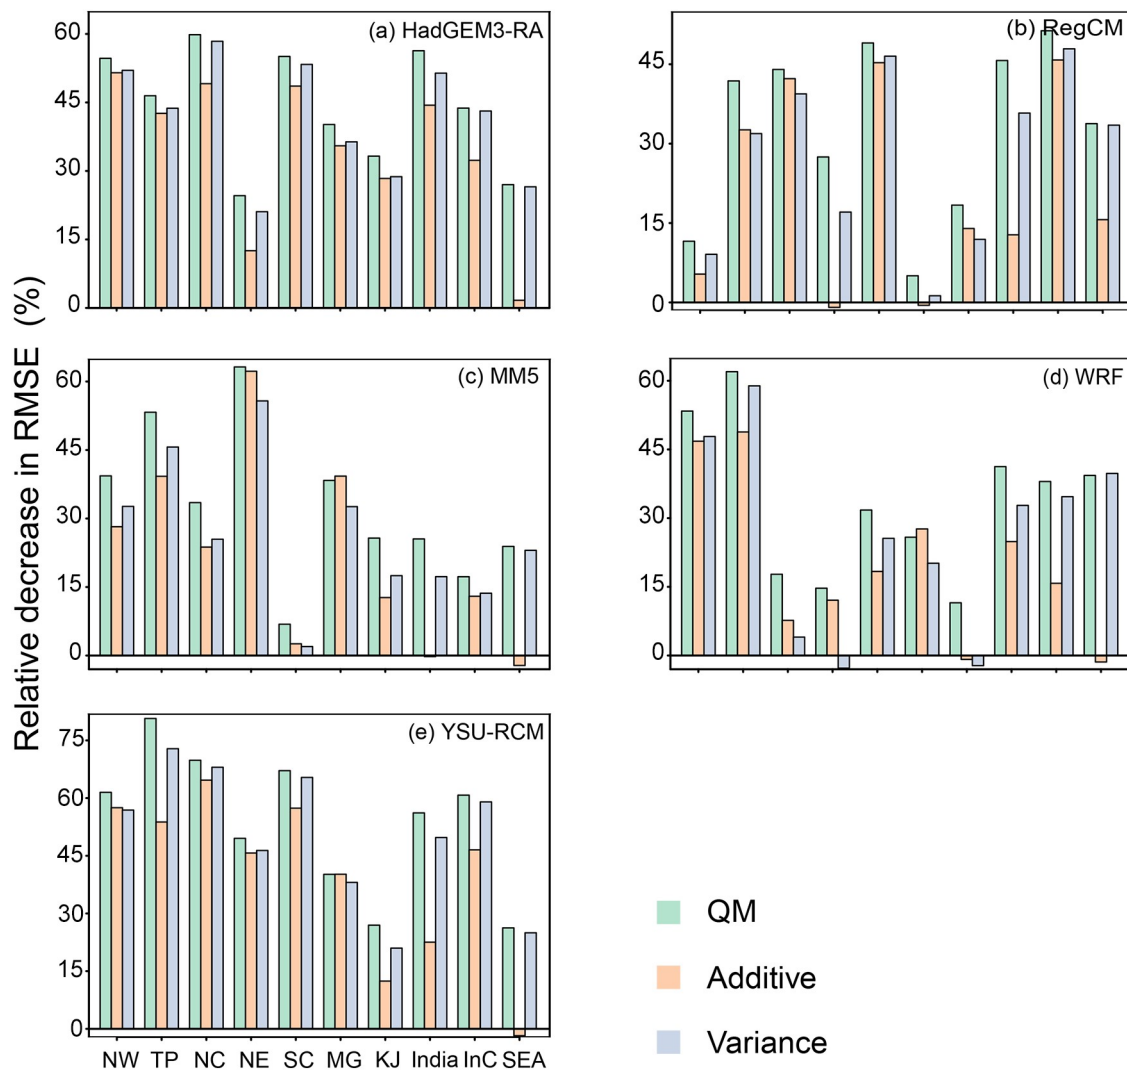 Relative decrease in RMSE (%)
(a) HadGEM3-RA
60
45
30
15
0
(b) RegCM
45
30
15
0
(c) MM5
60
45
30
15
0
(d) WRF
60
45
30
15
0
(e) YSU-RCM
75
60
45
30
15
0
NW TP NC NE SC MG KJ India InC SEA
QM
Additive
Variance